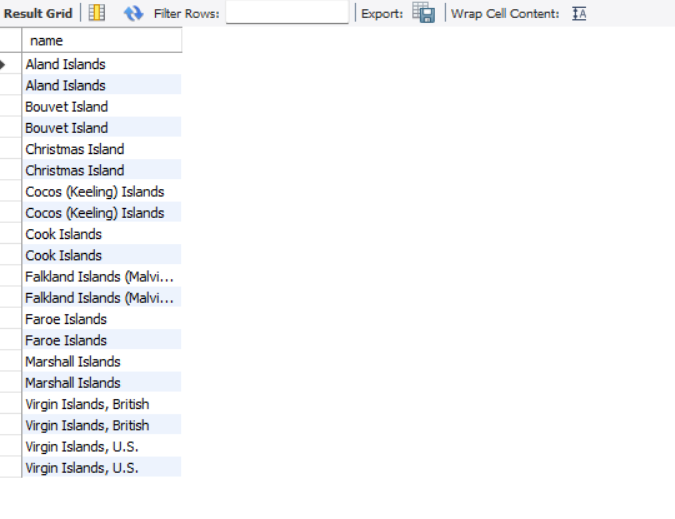 Result Grid Filter Rows: Export: Wrap Cell Content: IA
name
Aland Islands
Aland Islands
Bouvet Island
Bouvet Island
Christmas Island
Christmas Island
Cocos (Keeling) Islands
Cocos (Keeling) Islands
Cook Islands
Cook Islands
Falkland Islands (Malvi...
Falkland Islands (Malvi...
Faroe Islands
Faroe Islands
Marshall Islands
Marshall Islands
Virgin Islands, British
Virgin Islands, British
Virgin Islands, U.S.
Virgin Islands, U.S.